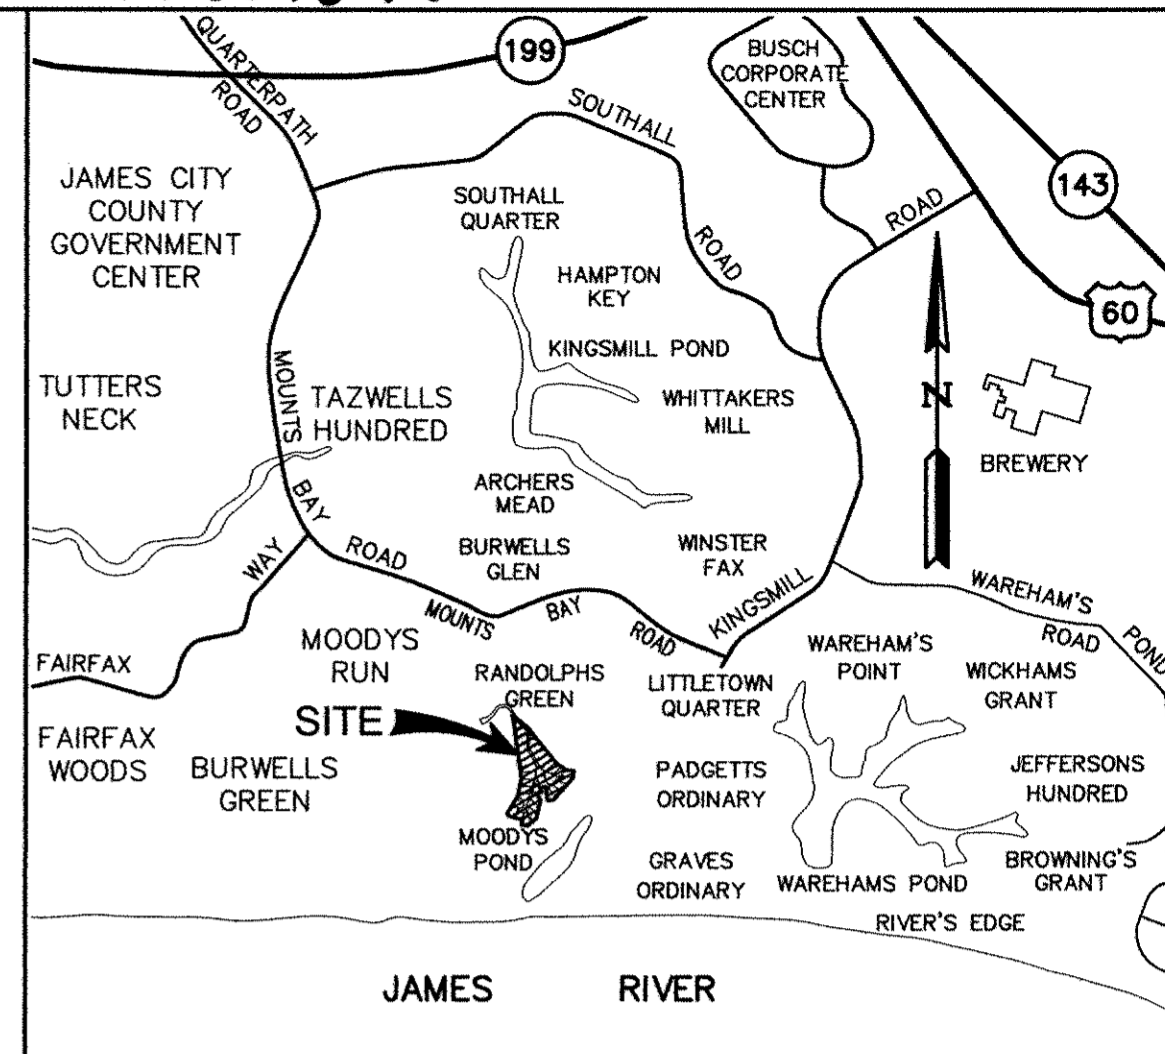 QUARTERPATH
ROAD
199
BUSCH
CORPORATE
CENTER
SOUTHALL
ROAD
143
ROAD
60
JAMES CITY
COUNTY
GOVERNMENT
CENTER
SOUTHALL
QUARTER
HAMPTON
KEY
KINGSMILL POND
WHITTAKERS
MILL
N
BREWERY
TUTTERS
NECK
MOUNTS
BAY
ROAD
TAZWELLS
HUNDRED
ARCHERS
MEAD
BURWELLS
GLEN
WINSTER
FAX
KINGSMILL
WAREHAM'S
ROAD
POND
WAY
FAIRFAX
MOUNTS
BAY
ROAD
MOODYS
RUN
RANDOLPHS
GREEN
LITTLETOWN
QUARTER
WAREHAM'S
POINT
WICKHAMS
GRANT
SITE
FAIRFAX
WOODS
BURWELLS
GREEN
PADGETTS
ORDINARY
JEFFERSONS
HUNDRED
MOODYS
POND
GRAVES
ORDINARY
WAREHAMS POND
BROWNING'S
GRANT
RIVER'S EDGE
JAMES RIVER